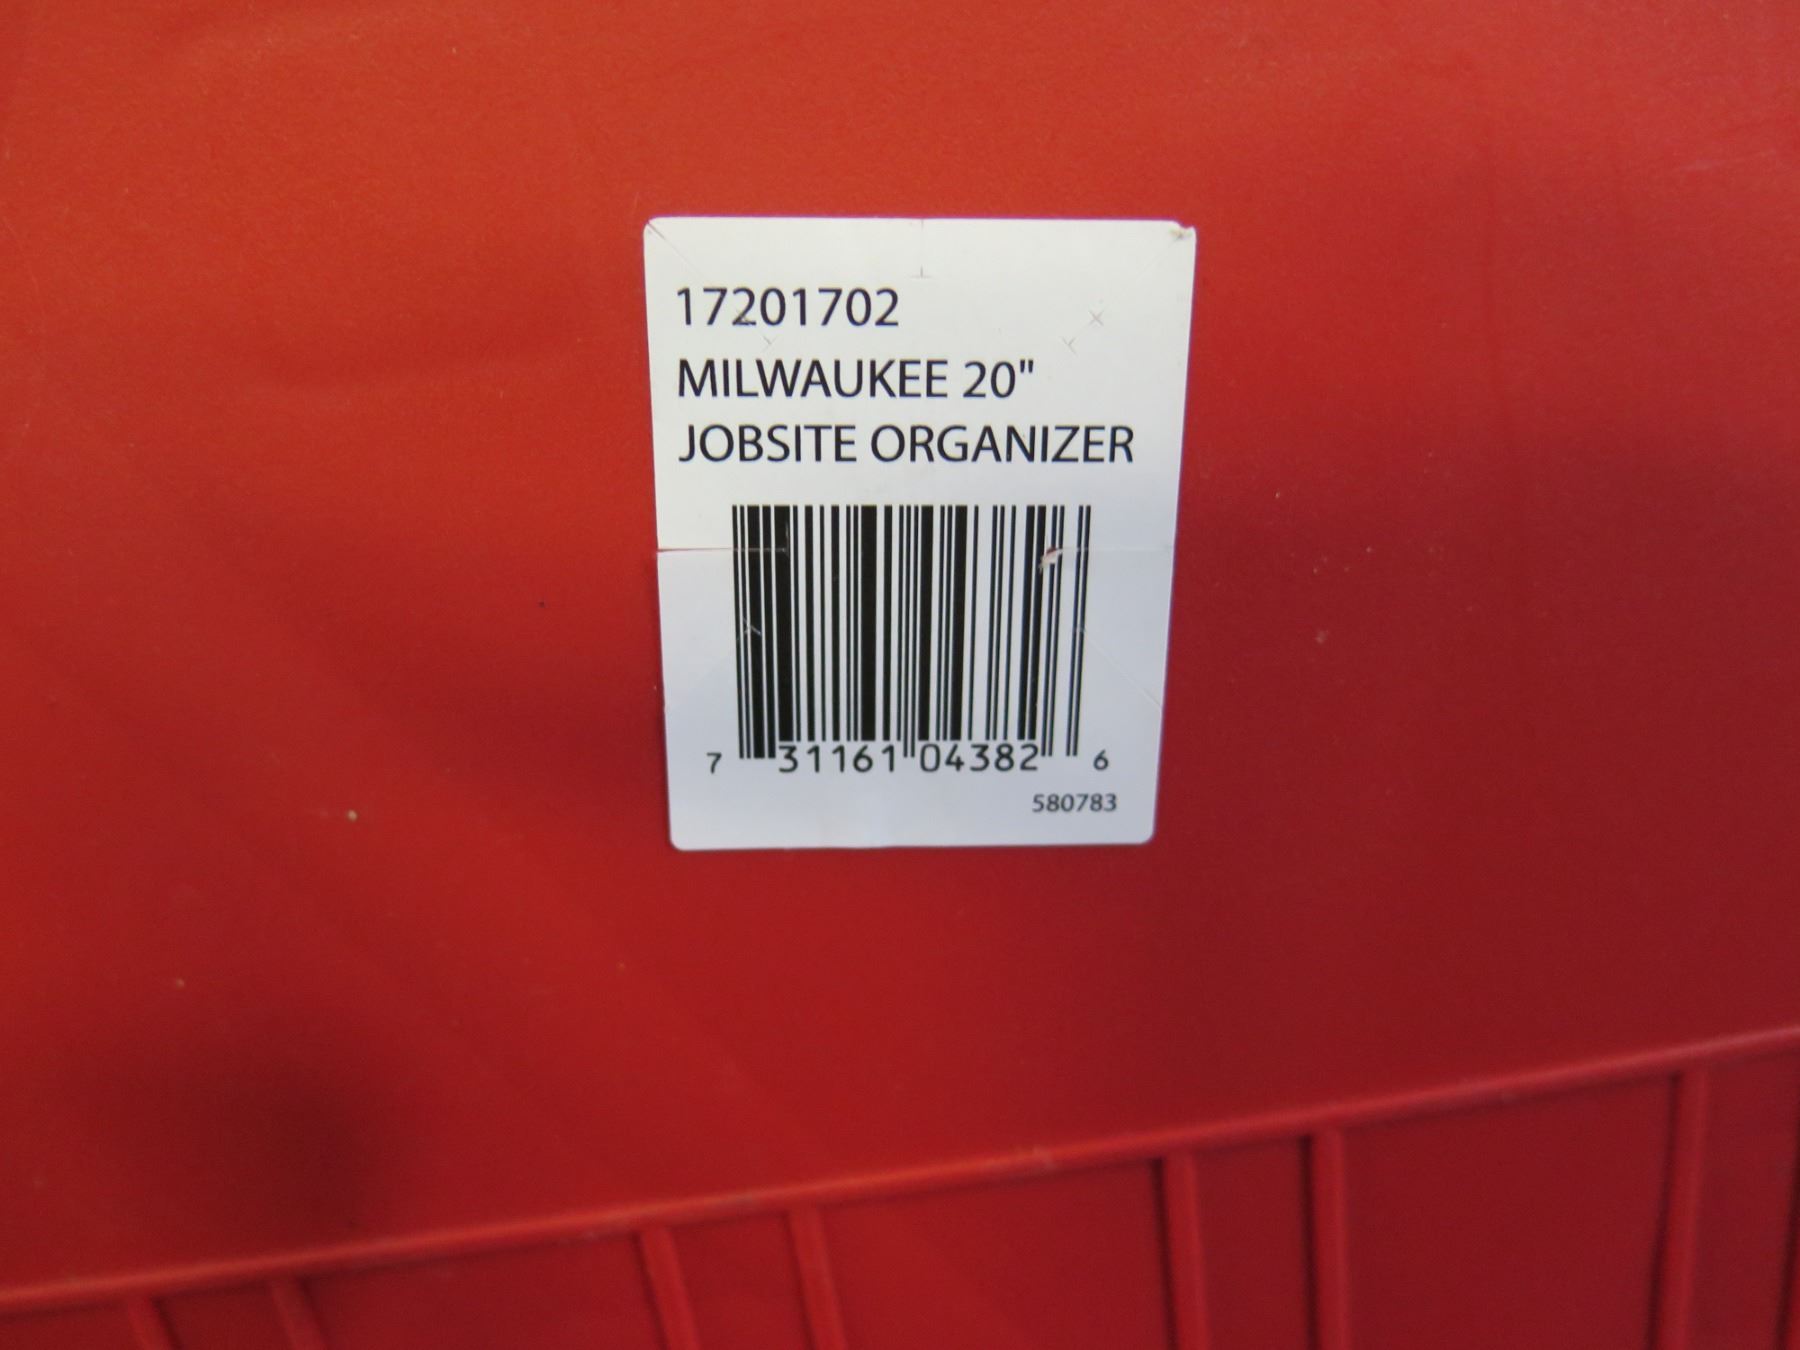 17201702
MILWAUKEE 20"
JOBSITE ORGANIZER
7 31161 04382 6
580783